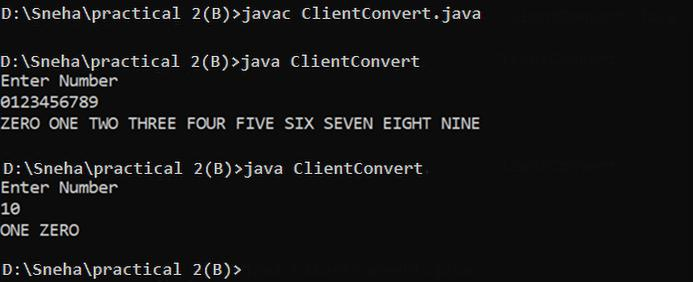 D:\Sneha\practical 2(B)>javac ClientConvert.java
D:\Sneha\practical 2(B)>java ClientConvert
Enter Number
0123456789
ZERO ONE TWO THREE FOUR FIVE SIX SEVEN EIGHT NINE
D:\Sneha\practical 2(B)>java ClientConvert
Enter Number
10
ONE ZERO
D:\Sneha\practical 2(B)>